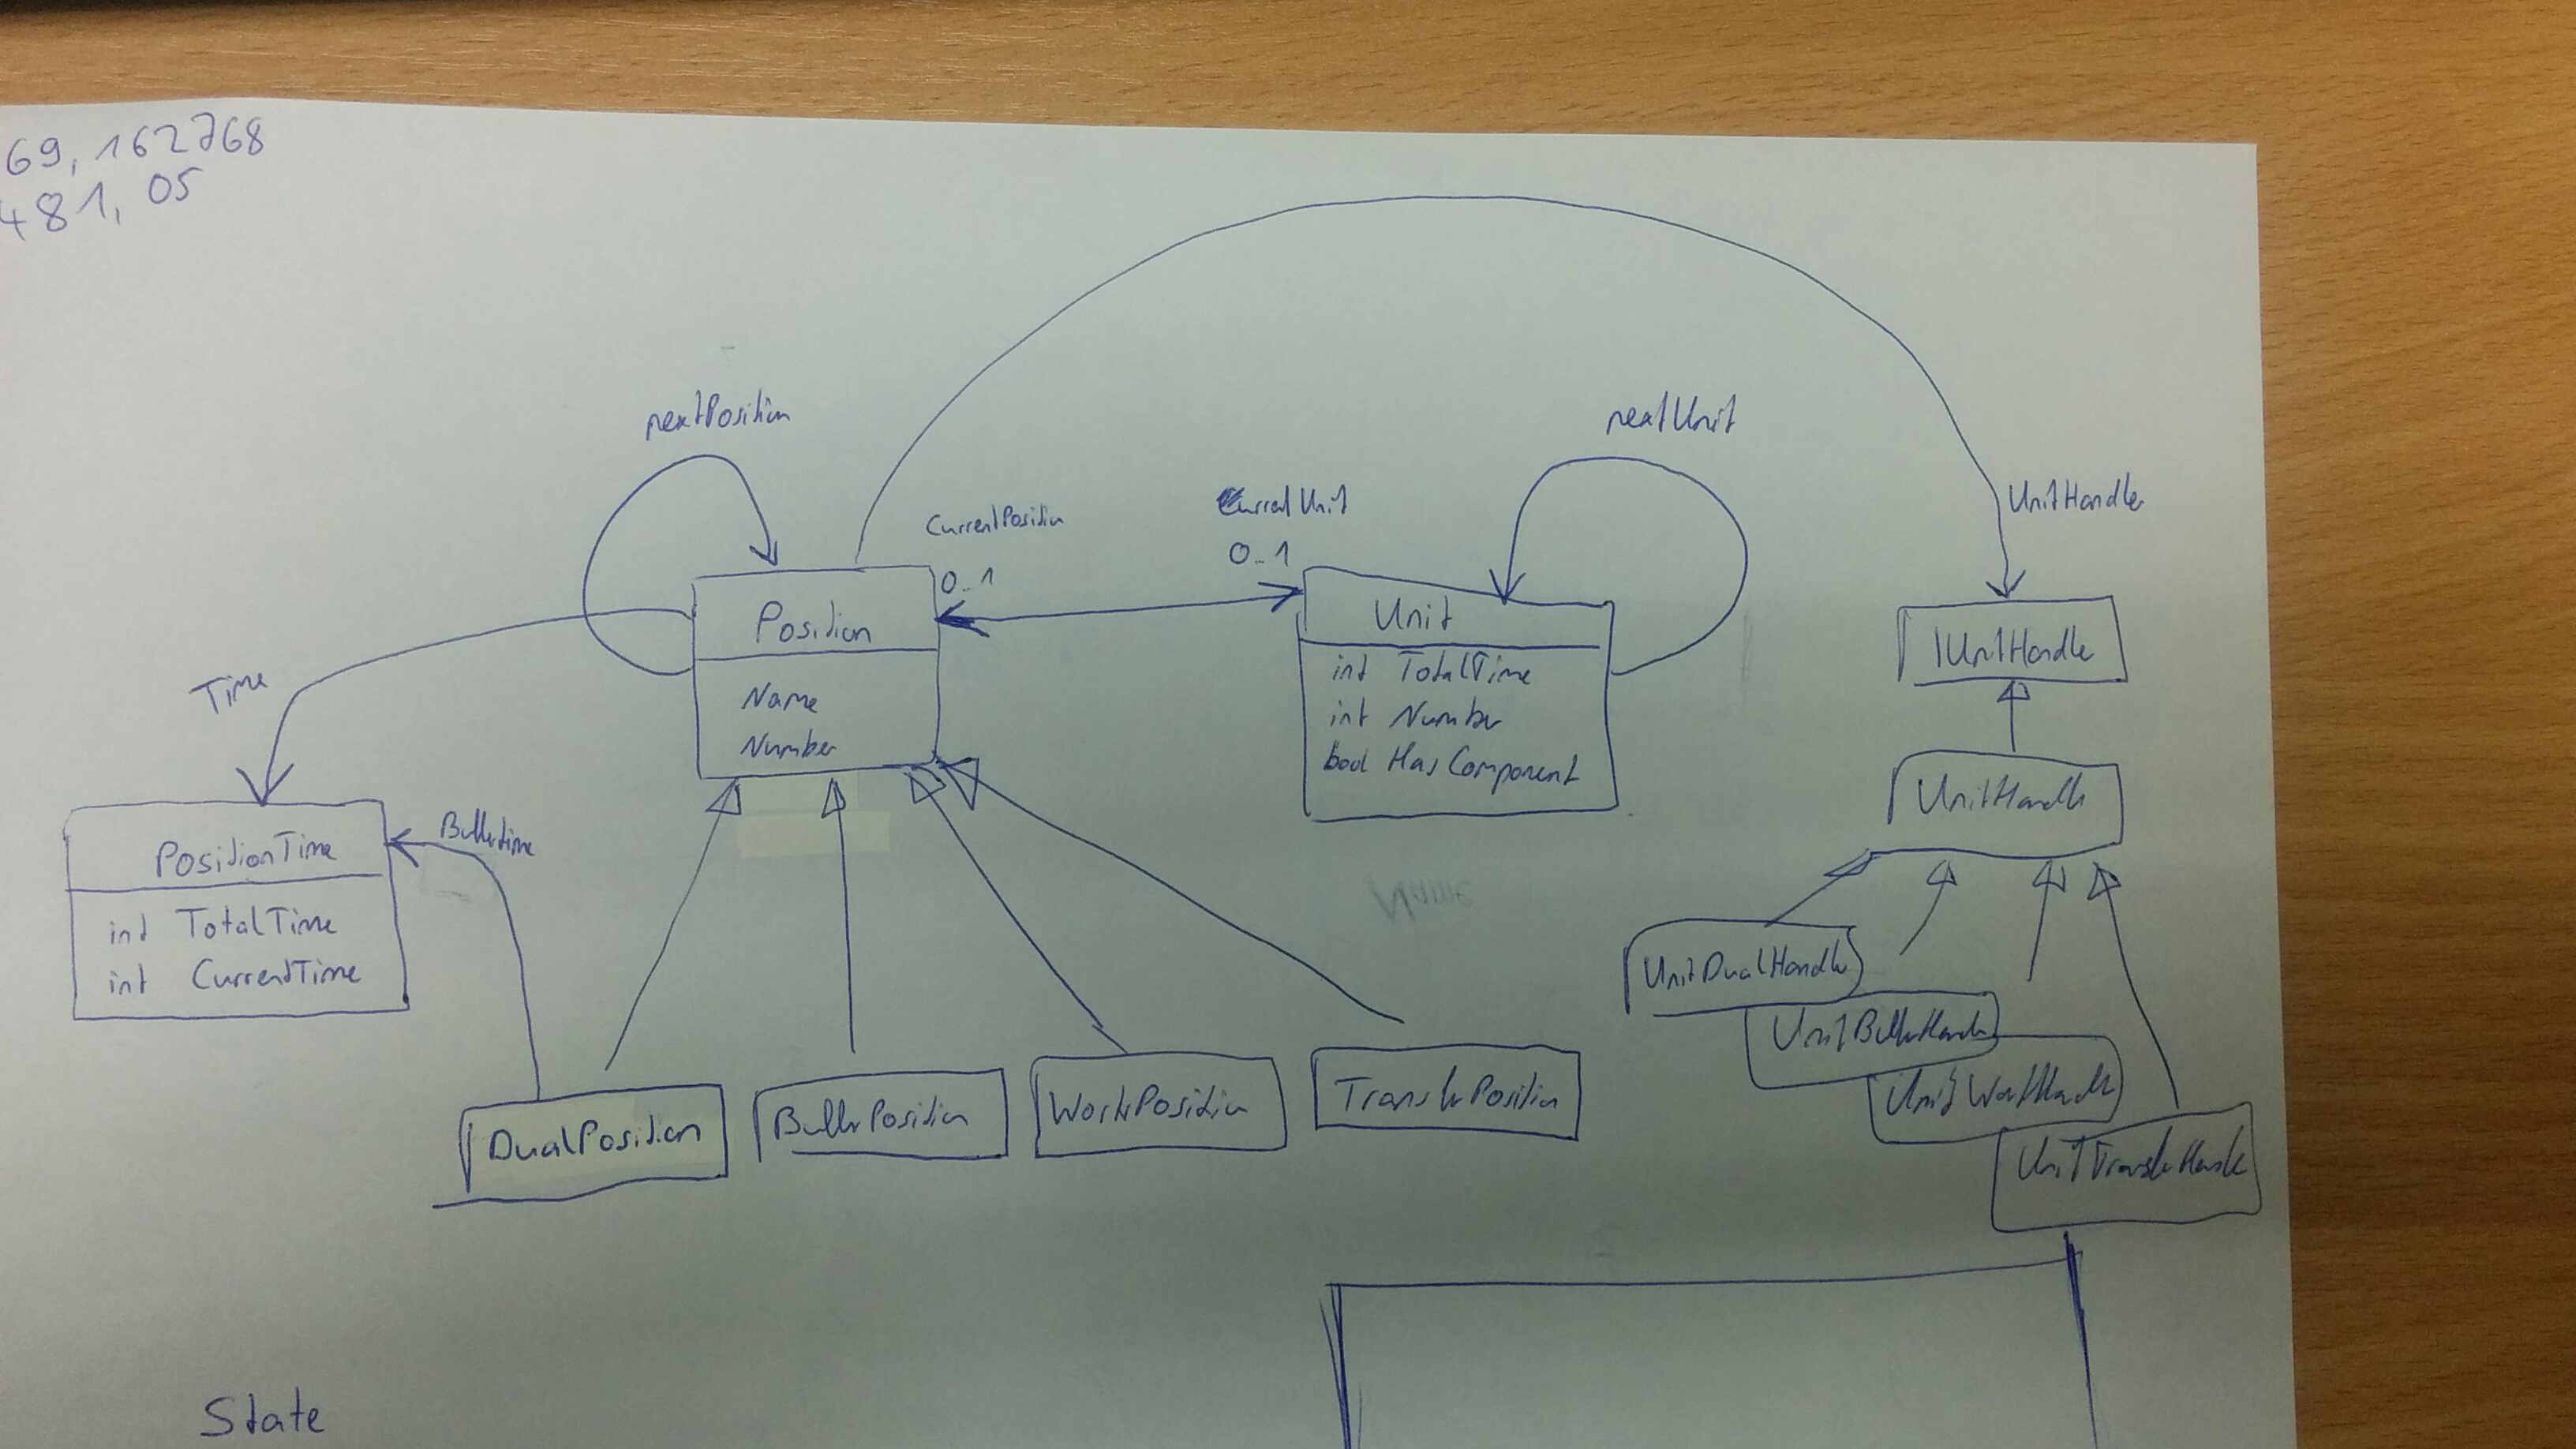 69,162768
481,05
nextPosition
nextUnit
CurrentPosition
0..1
CurrentUnit
0..1
UnitHandler
Time
Position
Name
Number
Unit
int TotalTime
int Number
bool HasComponent
IUnitHandler
UnitHandler
PositionTime
int TotalTime
int CurrentTime
Buffertime
DualPosition
BufferPosition
WorkPosition
TransferPosition
UnitDualHandler
UnitBufferHandler
UnitWorkHandler
UnitTransferHandler
Name
State